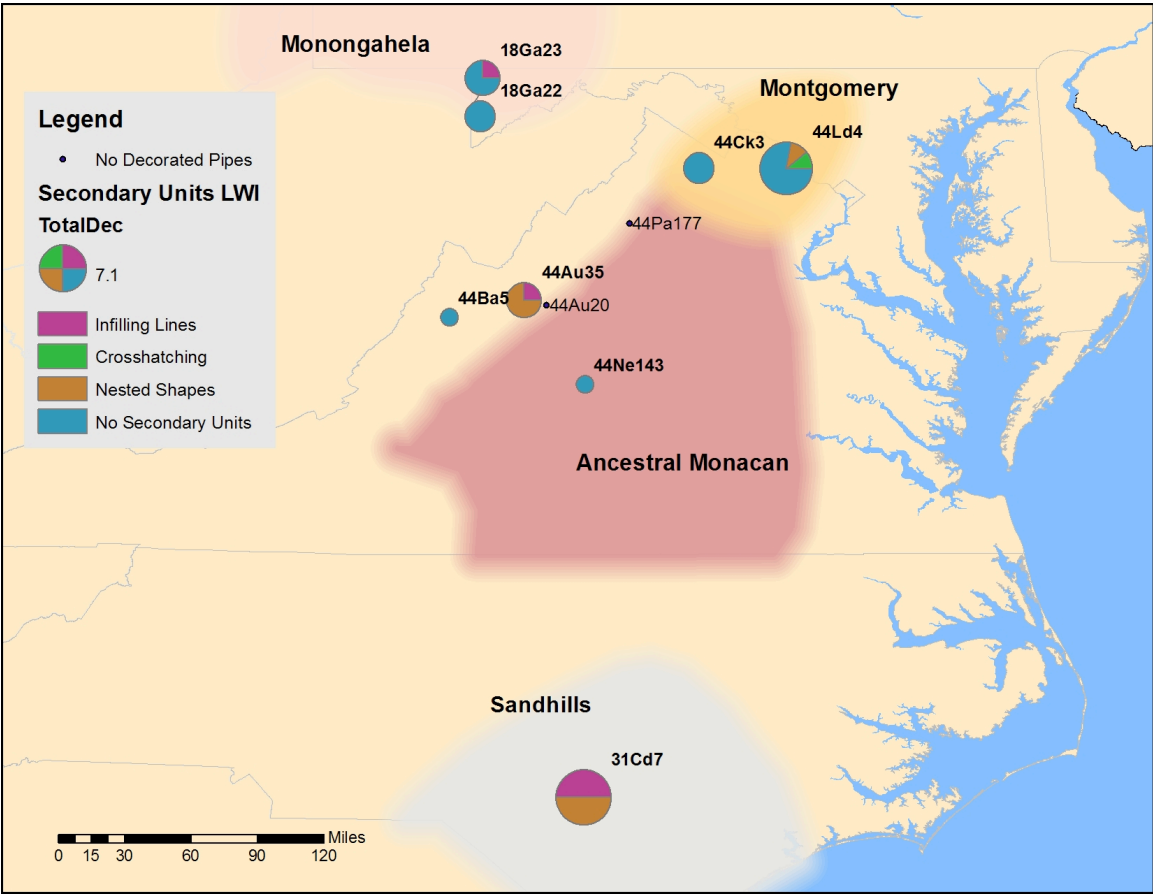 Monongahela
18Ga23
18Ga22
Montgomery
44Ck3
44Ld4
Legend
No Decorated Pipes
Secondary Units LWI
TotalDec
7.1
Infilling Lines
Crosshatching
Nested Shapes
No Secondary Units
44Pa177
44Au35
44Ba5
44Au20
44Ne143
Ancestral Monacan
Sandhills
31Cd7
Miles
0 15 30 60 90 120